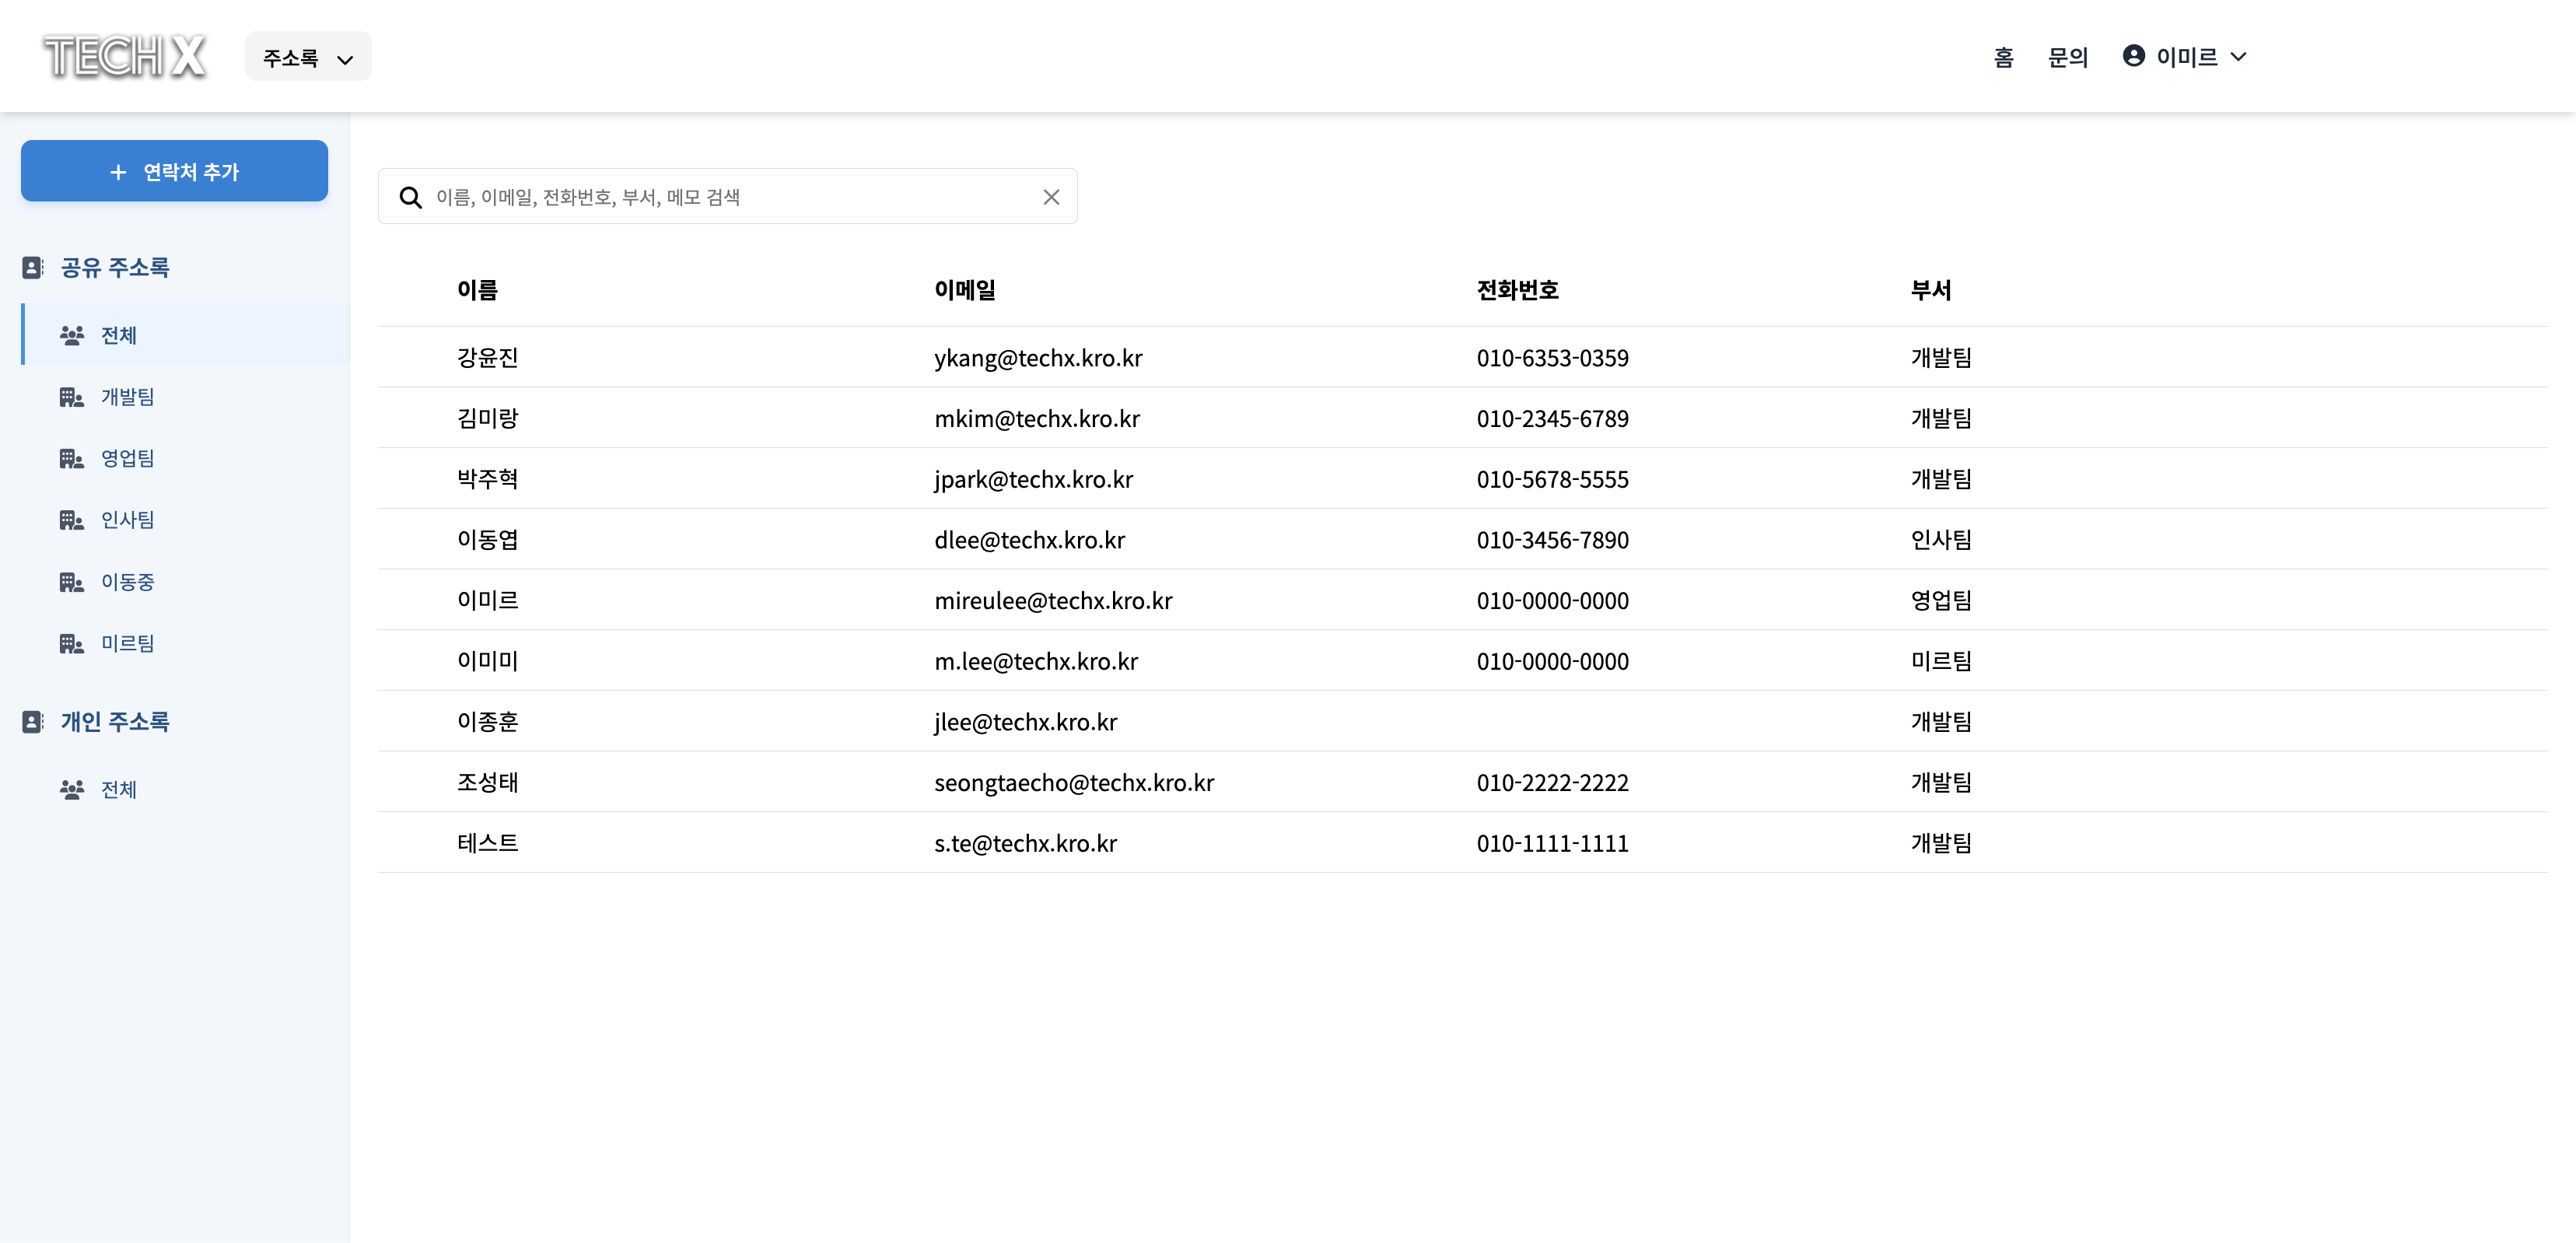 TECH X
주소록
홈 문의 이미르
연락처 추가
공유 주소록
전체
개발팀
영업팀
인사팀
이동중
미르팀
개인 주소록
전체
이름, 이메일, 전화번호, 부서, 메모 검색
이름 이메일 전화번호 부서
강윤진 ykang@techx.kro.kr 010-6353-0359 개발팀
김미랑 mkim@techx.kro.kr 010-2345-6789 개발팀
박주혁 jpark@techx.kro.kr 010-5678-5555 개발팀
이동엽 dlee@techx.kro.kr 010-3456-7890 인사팀
이미르 mireulee@techx.kro.kr 010-0000-0000 영업팀
이미미 m.lee@techx.kro.kr 010-0000-0000 미르팀
이종훈 jlee@techx.kro.kr 개발팀
조성태 seongtaecho@techx.kro.kr 010-2222-2222 개발팀
테스트 s.te@techx.kro.kr 010-1111-1111 개발팀